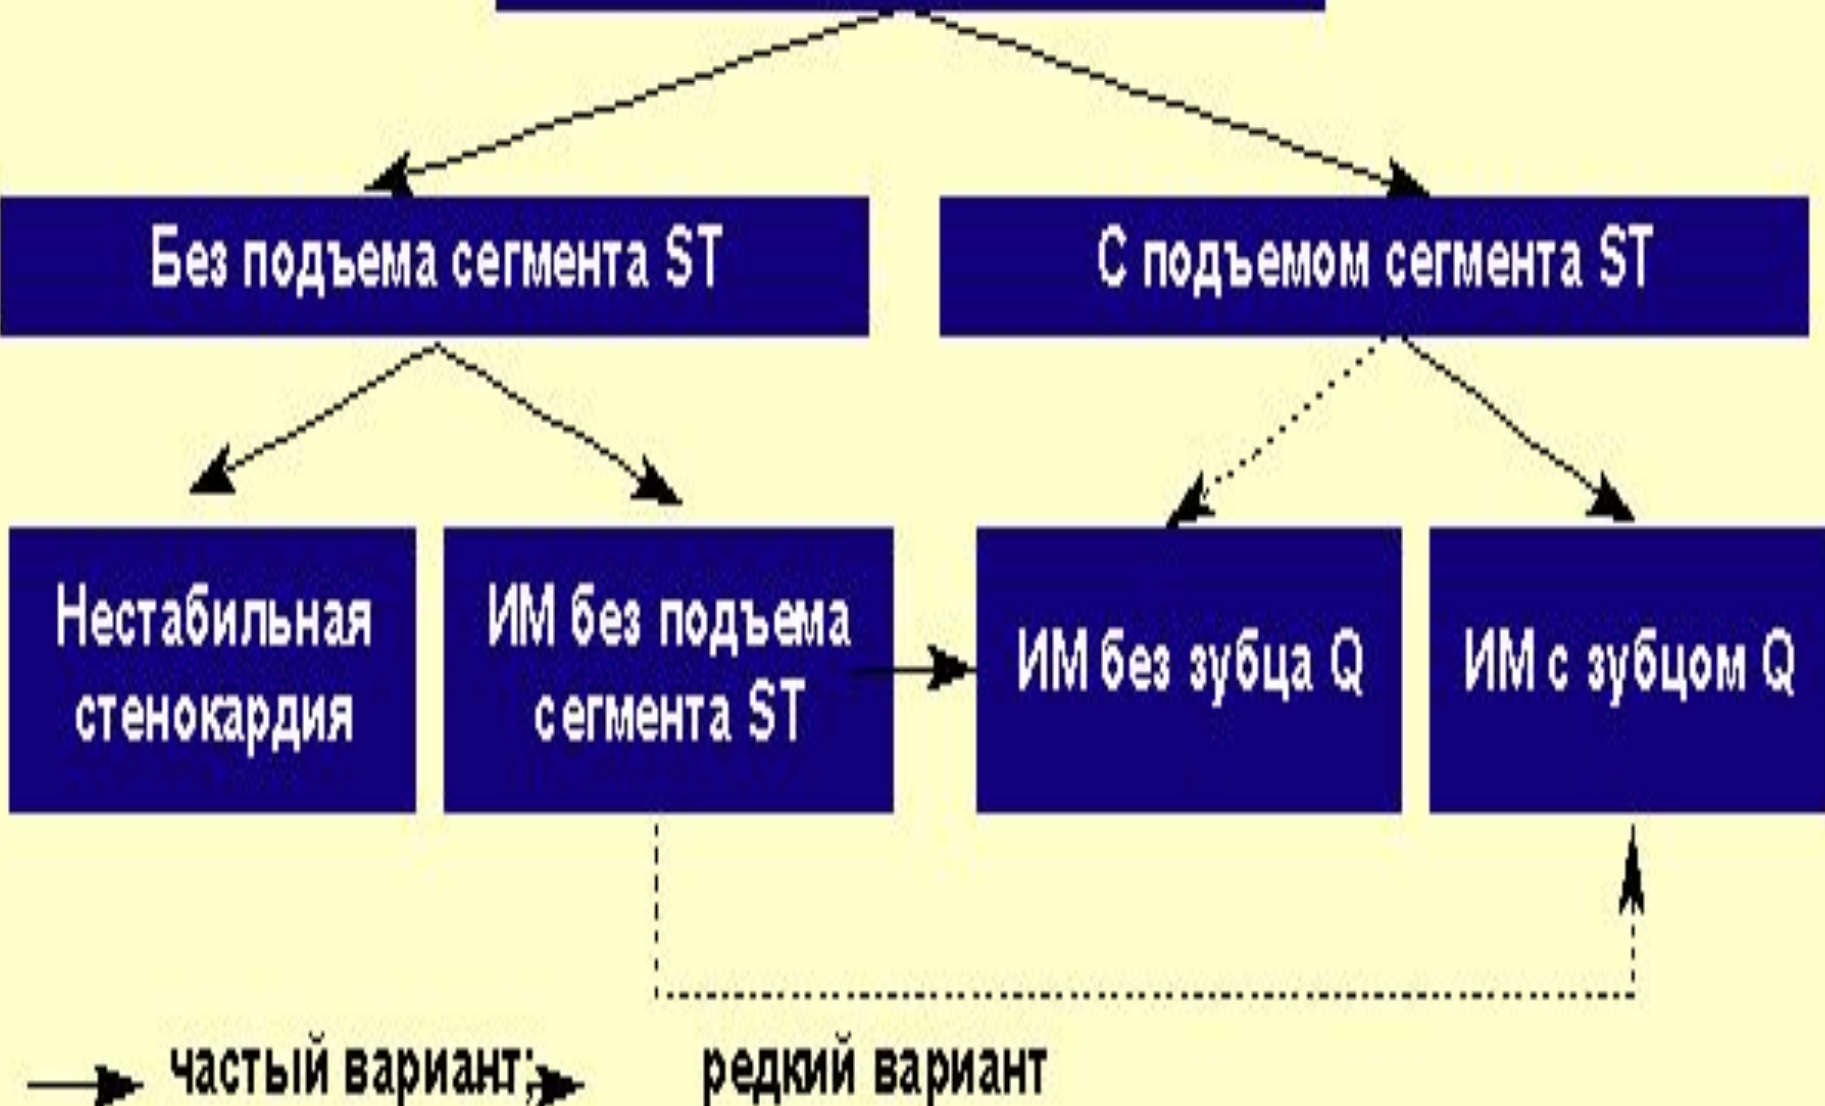 Без подъема сегмента ST
С подъемом сегмента ST
Нестабильная
стенокардия
ИМ без подъема
сегмента ST
ИМ без зубца Q
ИМ с зубцом Q
частый вариант;
редкий вариант